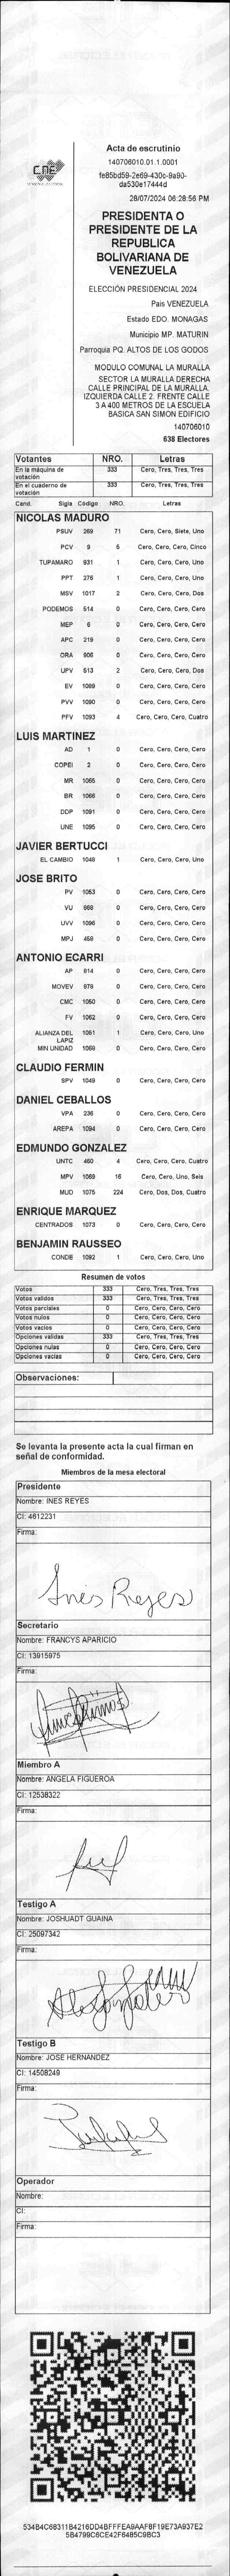 Acta de escrutinio
140706010.01.1.0001
fe85bd59-2e69-430c-9a90-
da530e17444d
28/07/2024 06:28:56 PM
CNE
PRESIDENTA O
PRESIDENTE DE LA
REPUBLICA
BOLIVARIANA DE
VENEZUELA
ELECCIÓN PRESIDENCIAL 2024
Pais VENEZUELA
Estado EDO. MONAGAS
Municipio MP. MATURIN
Parroquia PQ. ALTOS DE LOS GODOS
MODULO COMUNAL LA MURALLA
SECTOR LA MURALLA DERECHA
CALLE PRINCIPAL DE LA MURALLA.
IZQUIERDA CALLE 2. FRENTE CALLE
3 A 400 METROS DE LA ESCUELA
BASICA SAN SIMON EDIFICIO
140706010
638 Electores
Votantes NRO. Letras
En la máquina de votación 333 Cero, Tres, Tres, Tres
En el cuaderno de votación 333 Cero, Tres, Tres, Tres
Cand. Sigla Código NRO. Letras
NICOLAS MADURO
PSUV 269 71 Cero, Cero, Siete, Uno
PCV 9 5 Cero, Cero, Cero, Cinco
TUPAMARO 931 1 Cero, Cero, Cero, Uno
PPT 276 1 Cero, Cero, Cero, Uno
MSV 1017 2 Cero, Cero, Cero, Dos
PODEMOS 514 0 Cero, Cero, Cero, Cero
MEP 6 0 Cero, Cero, Cero, Cero
APC 219 0 Cero, Cero, Cero, Cero
ORA 906 0 Cero, Cero, Cero, Cero
UPV 513 2 Cero, Cero, Cero, Dos
EV 1089 0 Cero, Cero, Cero, Cero
PVV 1090 0 Cero, Cero, Cero, Cero
PFV 1093 4 Cero, Cero, Cero, Cuatro
LUIS MARTINEZ
AD 1 0 Cero, Cero, Cero, Cero
COPEI 2 0 Cero, Cero, Cero, Cero
MR 1065 0 Cero, Cero, Cero, Cero
BR 1066 0 Cero, Cero, Cero, Cero
DDP 1091 0 Cero, Cero, Cero, Cero
UNE 1095 0 Cero, Cero, Cero, Cero
JAVIER BERTUCCI
EL CAMBIO 1048 1 Cero, Cero, Cero, Uno
JOSE BRITO
PV 1053 0 Cero, Cero, Cero, Cero
VU 968 0 Cero, Cero, Cero, Cero
UVV 1096 0 Cero, Cero, Cero, Cero
MPJ 459 0 Cero, Cero, Cero, Cero
ANTONIO ECARRI
AP 814 0 Cero, Cero, Cero, Cero
MOVEV 979 0 Cero, Cero, Cero, Cero
CMC 1050 0 Cero, Cero, Cero, Cero
FV 1062 0 Cero, Cero, Cero, Cero
ALIANZA DEL LAPIZ 1051 1 Cero, Cero, Cero, Uno
MIN UNIDAD 1058 0 Cero, Cero, Cero, Cero
CLAUDIO FERMIN
SPV 1049 0 Cero, Cero, Cero, Cero
DANIEL CEBALLOS
VPA 236 0 Cero, Cero, Cero, Cero
AREPA 1094 0 Cero, Cero, Cero, Cero
EDMUNDO GONZALEZ
UNTC 460 4 Cero, Cero, Cero, Cuatro
MPV 1069 16 Cero, Cero, Uno, Seis
MUD 1075 224 Cero, Dos, Dos, Cuatro
ENRIQUE MARQUEZ
CENTRADOS 1073 0 Cero, Cero, Cero, Cero
BENJAMIN RAUSSEO
CONDE 1092 1 Cero, Cero, Cero, Uno
Resumen de votos
Votos 333 Cero, Tres, Tres, Tres
Votos validos 333 Cero, Tres, Tres, Tres
Votos parciales 0 Cero, Cero, Cero, Cero
Votos nulos 0 Cero, Cero, Cero, Cero
Votos vacios 0 Cero, Cero, Cero, Cero
Opciones validas 333 Cero, Tres, Tres, Tres
Opciones nulas 0 Cero, Cero, Cero, Cero
Opciones vacias 0 Cero, Cero, Cero, Cero
Observaciones:
Se levanta la presente acta la cual firman en
señal de conformidad.
Miembros de la mesa electoral
Presidente
Nombre: INES REYES
CI: 4612231
Firma:
Inés Reyes
Secretario
Nombre: FRANCYS APARICIO
CI: 13915975
Firma:
Miembro A
Nombre: ANGELA FIGUEROA
CI: 12538322
Firma:
Testigo A
Nombre: JOSHUADT GUAINA
CI: 25097342
Firma:
Testigo B
Nombre: JOSE HERNANDEZ
CI: 14508249
Firma:
Operador
Nombre:
CI:
Firma:
534B4C68311B4216DD4BFFFEA9AAF8F19E73A937E2
5B4799C6CE42F6485C9BC3